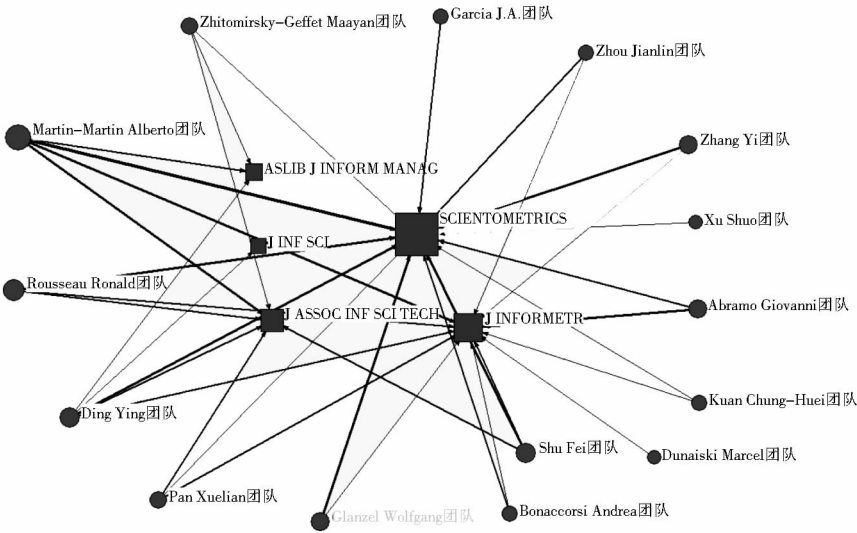 Garcia J.A.团队
Zhitomirsky-Geffet Maayan团队
Zhou Jianlin团队
Martin-Martin Alberto团队
Zhang Yi团队
ASLIB J INFORM MANAG
SCIENTOMETRICS
Xu Shuo团队
J INF SCI
Rousseau Ronald团队
Abramo Giovanni团队
J ASSOC INF SCI TECH
J INFORMETR
Kuan Chung-Huei团队
Ding Ying团队
Shu Fei团队
Dunaiski Marcel团队
Pan Xuelian团队
Bonaccorsi Andrea团队
Glanzel Wolfgang团队